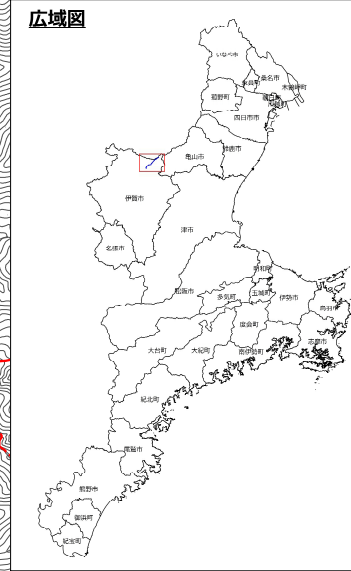 広域図
いなべ市
東員町
桑名市
木曽岬町
菰野町
朝日町
川越町
四日市市
鈴鹿市
亀山市
伊賀市
津市
名張市
松阪市
明和町
多気町
玉城町
伊勢市
鳥羽市
度会町
志摩市
大台町
大紀町
南伊勢町
紀北町
尾鷲市
熊野市
御浜町
紀宝町